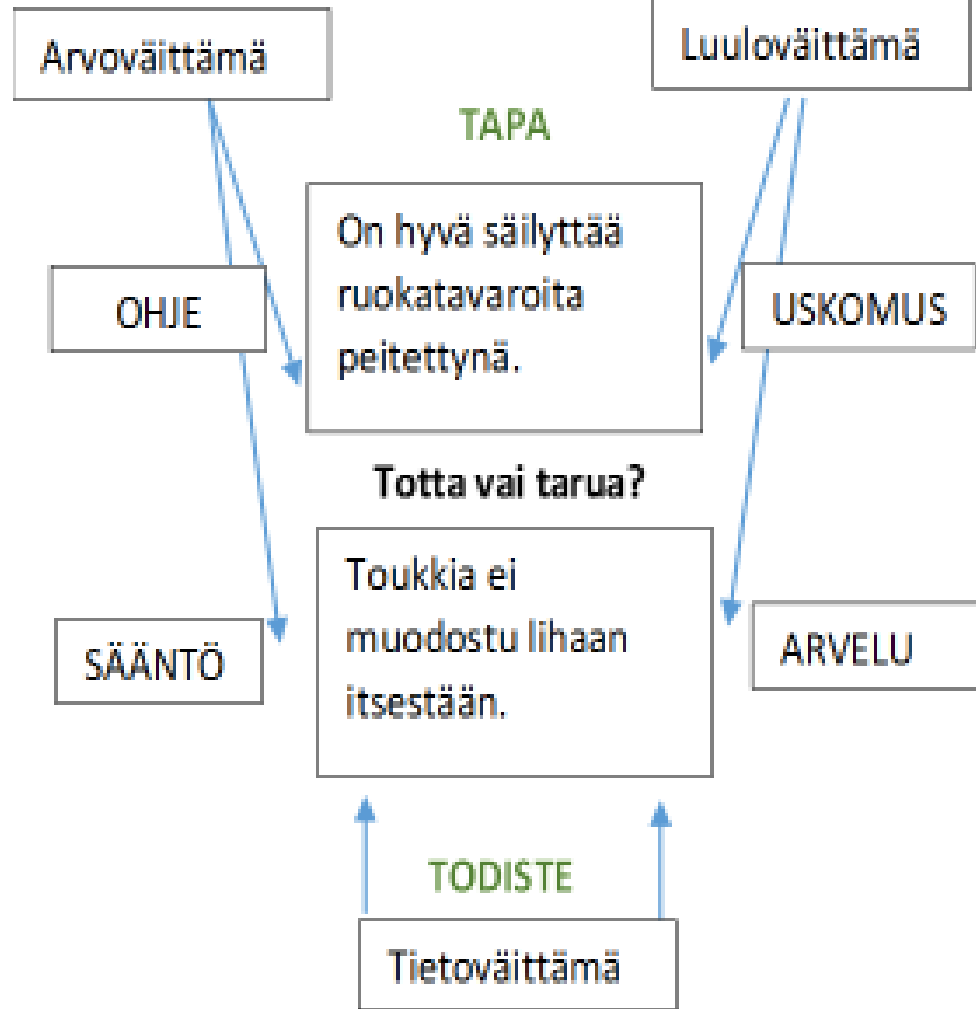 Arvoväittämä
Luuloväittämä
TAPA
On hyvä säilyttää
ruokatavaroita
peitettynä.
OHJE
USKOMUS
Totta vai tarua?
Toukkia ei
muodostu lihaan
itsestään.
SÄÄNTÖ
ARVELU
TODISTE
Tietoväittämä